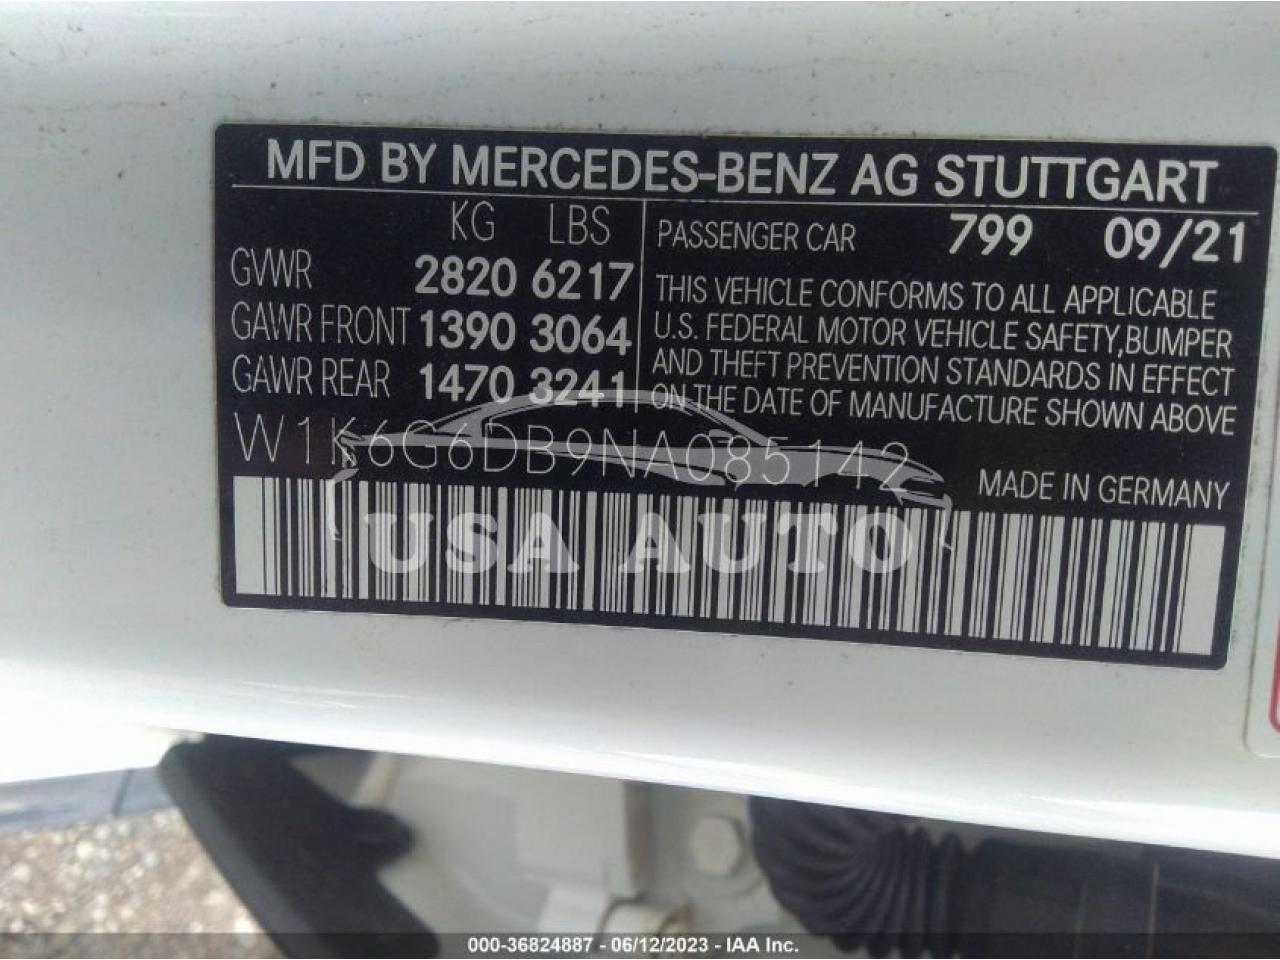 MFD BY MERCEDES-BENZ AG STUTTGART
KG LBS
GVWR 2820 6217
GAWR FRONT 1390 3064
GAWR REAR 1470 3241
PASSENGER CAR 799 09/21
THIS VEHICLE CONFORMS TO ALL APPLICABLE
U.S. FEDERAL MOTOR VEHICLE SAFETY, BUMPER
AND THEFT PREVENTION STANDARDS IN EFFECT
ON THE DATE OF MANUFACTURE SHOWN ABOVE
W1K6G6DB9NA085142
MADE IN GERMANY
USA AUTO
000-36824887 - 06/12/2023 - IAA Inc.